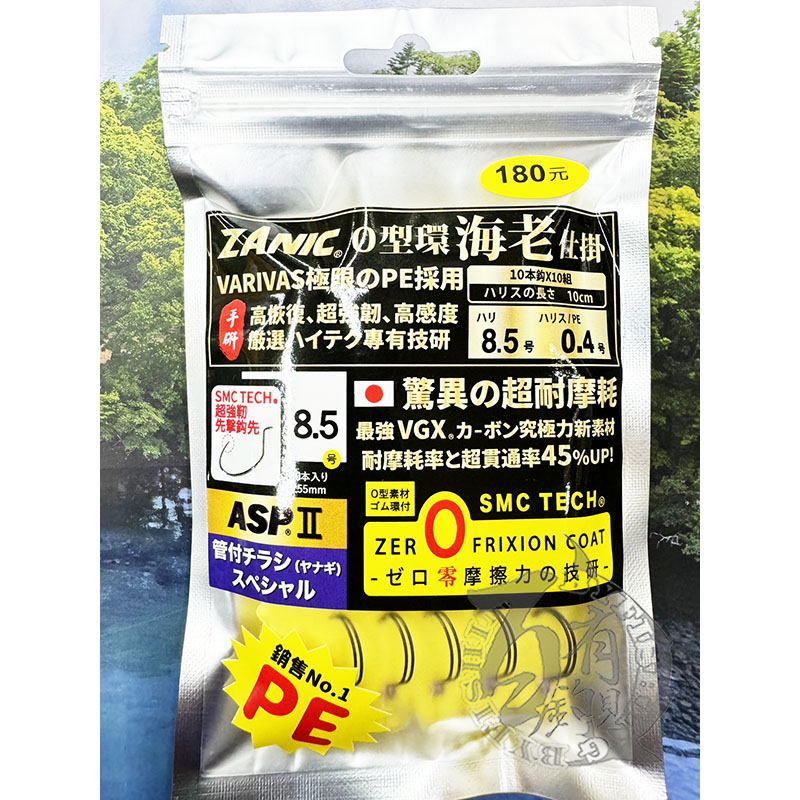 180元
ZANIC® O型環 海老仕掛
VARIVAS極限のPE採用
手研
高恢復、超強韌、高感度
厳選ハイテク專有技研
10本鈎X10組
ハリスの長さ 10cm
ハリ
8.5号
ハリス/PE
0.4号
SMC TECH®
超強韌
先撃鈎先
8.5
号
本入り
55mm
驚異の超耐摩耗
最強VGX®カーボン究極力新素材
耐摩耗率と超貫通率45%UP!
ASP®II
管付チラシ(ヤナギ)
スペシャル
O型素材
ゴム環付
SMC TECH®
ZERO FRIXION COAT
-ゼロ零摩擦力の技研-
銷售No.1
PE